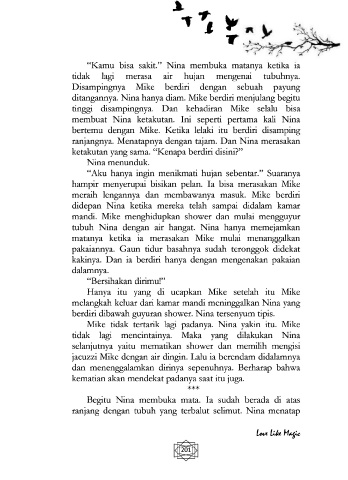 "Kamu bisa sakit." Nina membuka matanya ketika ia
tidak lagi merasa air hujan mengenai tubuhnya.
Disampingnya Mike berdiri dengan sebuah payung
ditangannya. Nina hanya diam. Mike berdiri menjulang begitu
tinggi disampingnya. Dan kehadiran Mike selalu bisa
membuat Nina ketakutan. Ini seperti pertama kali Nina
bertemu dengan Mike. Ketika lelaki itu berdiri disamping
ranjangnya. Menatapnya dengan tajam. Dan Nina merasakan
ketakutan yang sama. "Kenapa berdiri disini?"
Nina menunduk.
"Aku hanya ingin menikmati hujan sebentar." Suaranya
hampir menyerupai bisikan pelan. Ia bisa merasakan Mike
meraih lengannya dan membawanya masuk. Mike berdiri
didepan Nina ketika mereka telah sampai didalam kamar
mandi. Mike menghidupkan shower dan mulai mengguyur
tubuh Nina dengan air hangat. Nina hanya memejamkan
matanya ketika ia merasakan Mike mulai menanggalkan
pakaiannya. Gaun tidur basahnya sudah teronggok didekat
kakinya. Dan ia berdiri hanya dengan mengenakan pakaian
dalamnya.
"Bersihakan dirimu!"
Hanya itu yang di ucapkan Mike setelah itu Mike
melangkah keluar dari kamar mandi meninggalkan Nina yang
berdiri dibawah guyuran shower. Nina tersenyum tipis.
Mike tidak tertarik lagi padanya. Nina yakin itu. Mike
tidak lagi mencintainya. Maka yang dilakukan Nina
selanjutnya yaitu mematikan shower dan memilih mengisi
jacuzzi Mike dengan air dingin. Lalu ia berendam didalamnya
dan menenggalamkan dirinya sepenuhnya. Berharap bahwa
kematian akan mendekat padanya saat itu juga.
***
Begitu Nina membuka mata. Ia sudah berada di atas
ranjang dengan tubuh yang terbalut selimut. Nina menatap
Love Like Magic
201